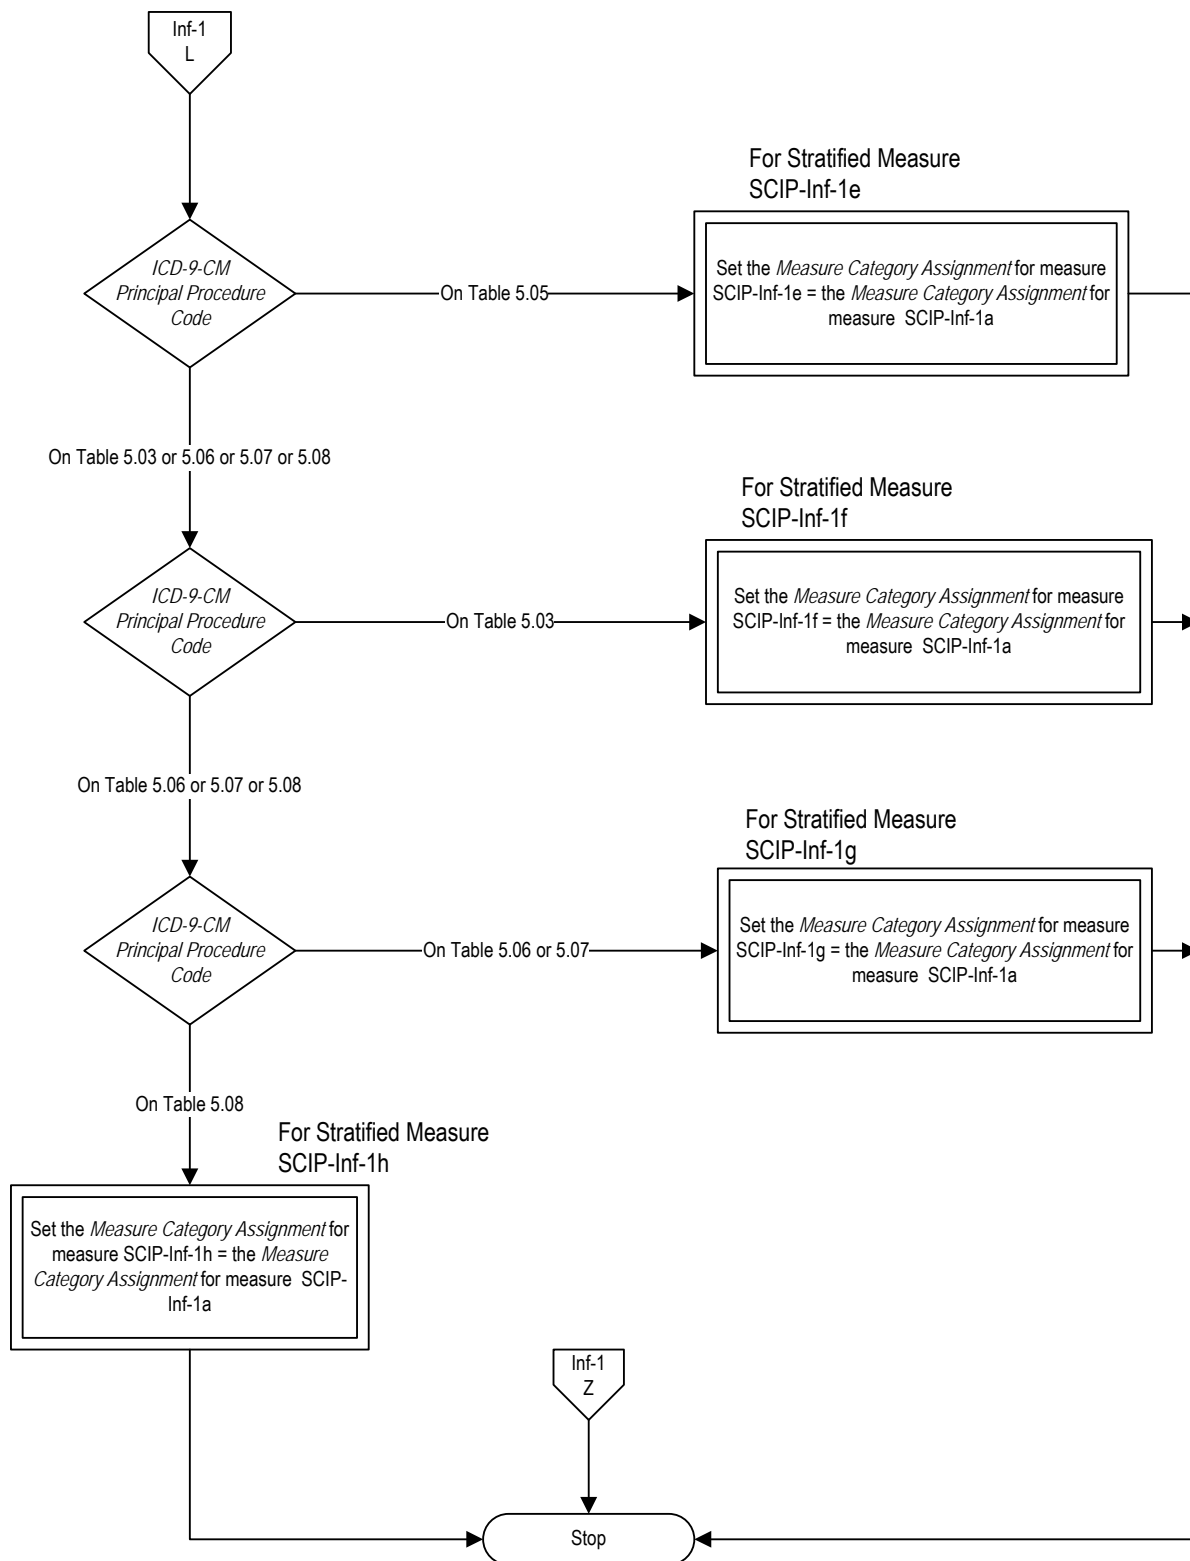 Inf-1
L
For Stratified Measure
SCIP-Inf-1e
ICD-9-CM
Principal Procedure
Code
On Table 5.05
Set the Measure Category Assignment for measure
SCIP-Inf-1e = the Measure Category Assignment for
measure SCIP-Inf-1a
On Table 5.03 or 5.06 or 5.07 or 5.08
For Stratified Measure
SCIP-Inf-1f
ICD-9-CM
Principal Procedure
Code
On Table 5.03
Set the Measure Category Assignment for measure
SCIP-Inf-1f = the Measure Category Assignment for
measure SCIP-Inf-1a
On Table 5.06 or 5.07 or 5.08
For Stratified Measure
SCIP-Inf-1g
ICD-9-CM
Principal Procedure
Code
On Table 5.06 or 5.07
Set the Measure Category Assignment for measure
SCIP-Inf-1g = the Measure Category Assignment for
measure SCIP-Inf-1a
On Table 5.08
For Stratified Measure
SCIP-Inf-1h
Set the Measure Category Assignment for
measure SCIP-Inf-1h = the Measure
Category Assignment for measure SCIP-
Inf-1a
Inf-1
Z
Stop